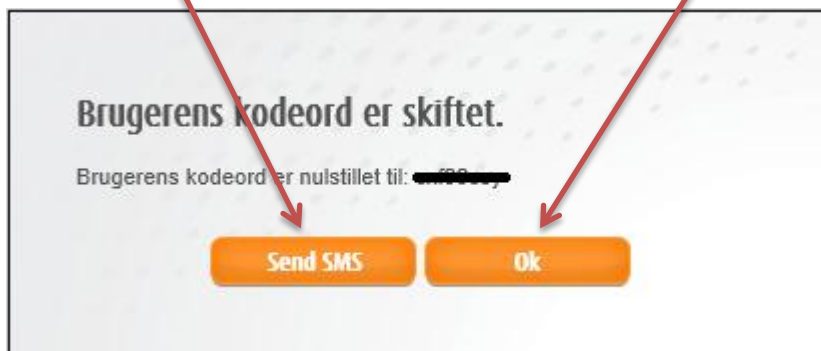 Brugerens kodeord er skiftet.
Brugerens kodeord er nulstillet til:
Send SMS
Ok